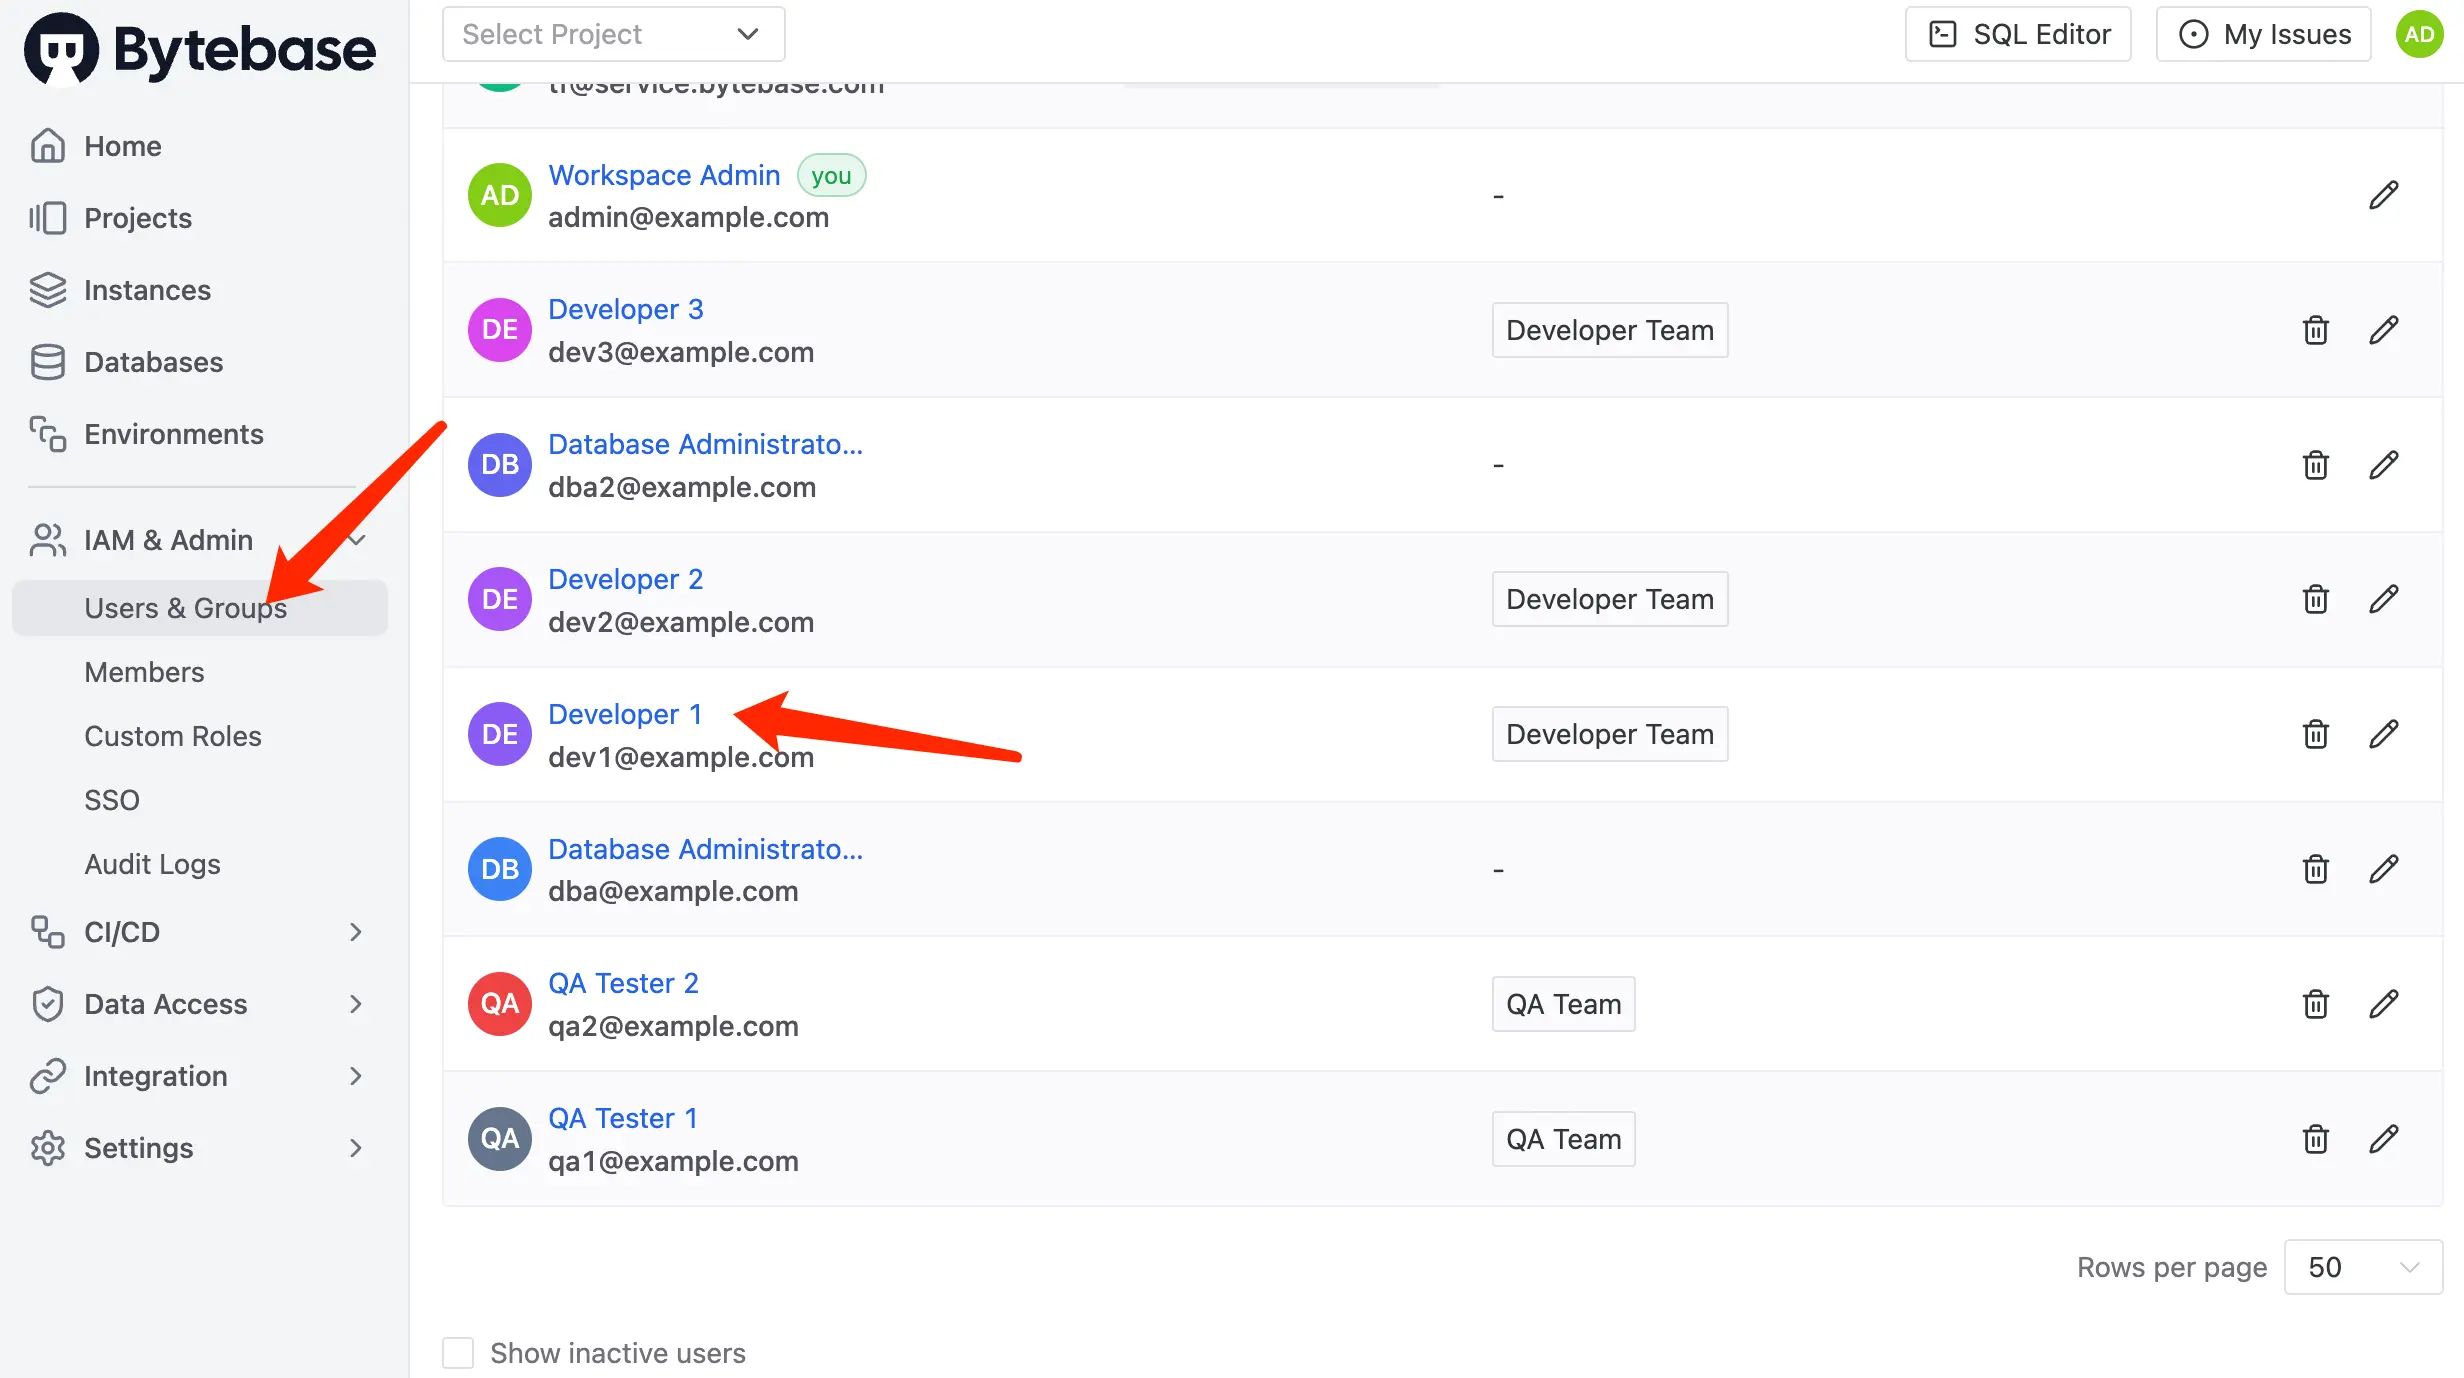 Bytebase
Select Project
SQL Editor
My Issues
AD
Home
Projects
Instances
Databases
Environments
IAM & Admin
Users & Groups
Members
Custom Roles
SSO
Audit Logs
CI/CD
Data Access
Integration
Settings
tf@service.bytebase.com
AD
Workspace Admin
you
admin@example.com
-
DE
Developer 3
dev3@example.com
Developer Team
DB
Database Administrato...
dba2@example.com
-
DE
Developer 2
dev2@example.com
Developer Team
DE
Developer 1
dev1@example.com
Developer Team
DB
Database Administrato...
dba@example.com
-
QA
QA Tester 2
qa2@example.com
QA Team
QA
QA Tester 1
qa1@example.com
QA Team
Rows per page
50
Show inactive users